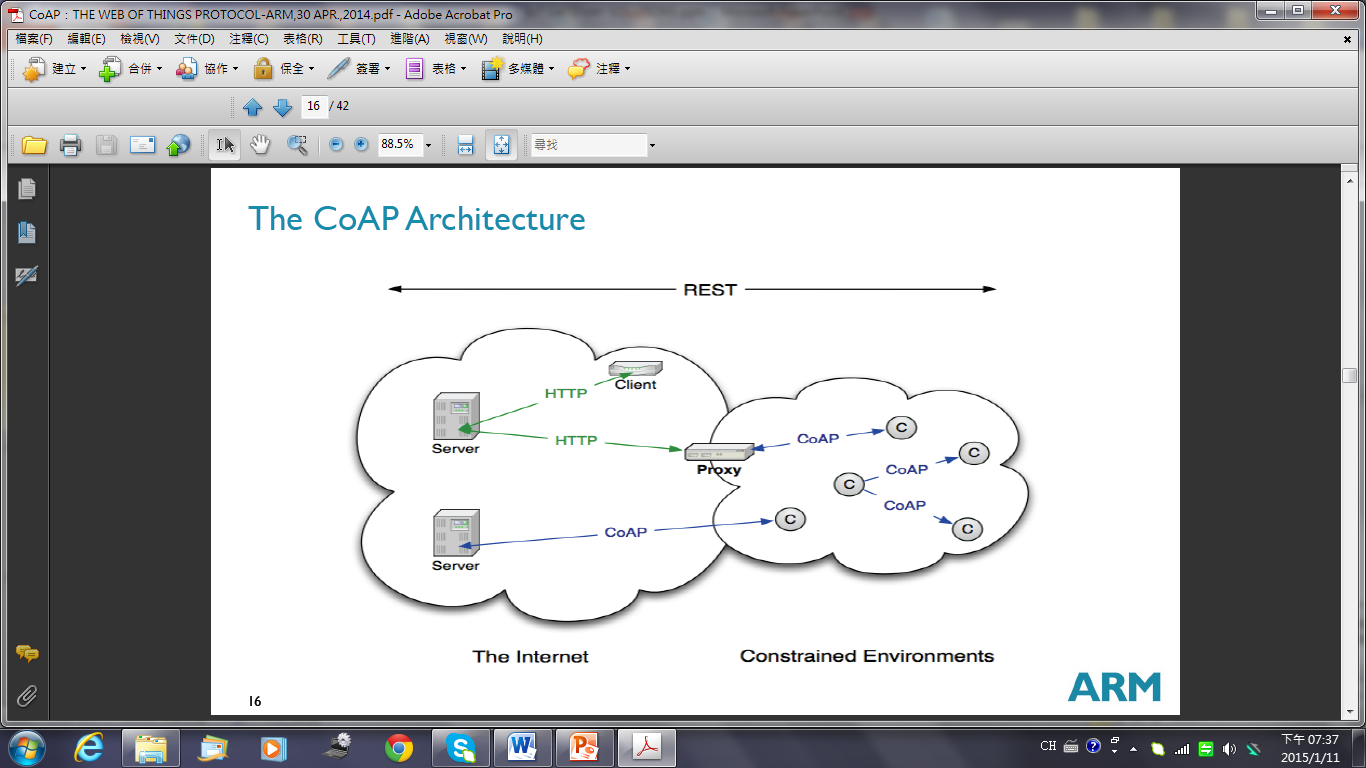 CoAP：THE WEB OF THINGS PROTOCOL-ARM,30 APR.,2014.pdf - Adobe Acrobat Pro
檔案(F) 編輯(E) 檢視(V) 文件(D) 注釋(C) 表格(R) 工具(T) 進階(A) 視窗(W) 說明(H)
建立 合併 協作 保全 簽署 表格 多媒體 注釋
16 / 42
88.5% 尋找
The CoAP Architecture
REST
Client
HTTP
Server
HTTP
Proxy
CoAP
C
C
CoAP
C
CoAP
C
C
CoAP
Server
The Internet
Constrained Environments
16
ARM
CH
下午 07:37
2015/1/11